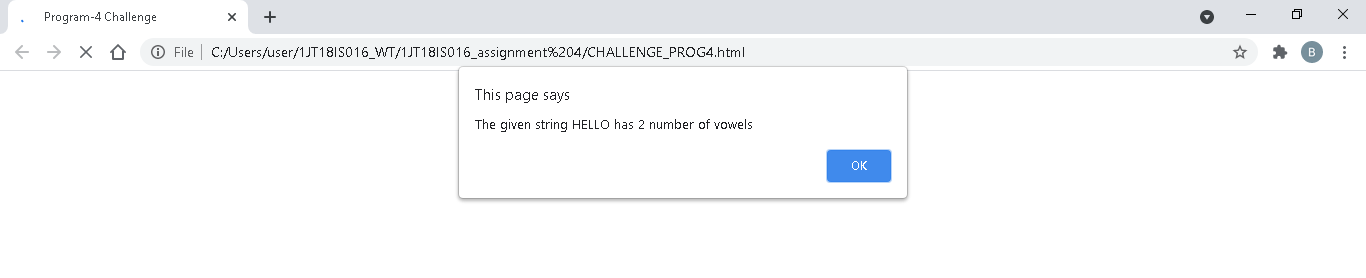 Program-4 Challenge
File C:/Users/user/1JT18IS016_WT/1JT18IS016_assignment%204/CHALLENGE_PROG4.html
B
This page says
The given string HELLO has 2 number of vowels
OK